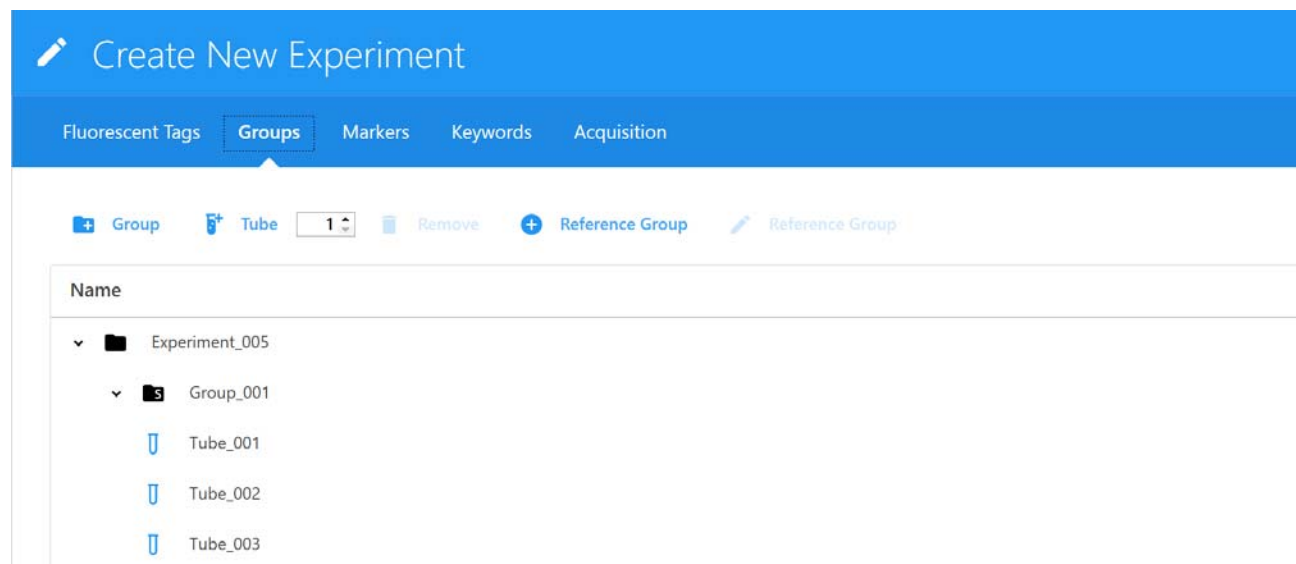 Create New Experiment
Fluorescent Tags Groups Markers Keywords Acquisition
Group Tube 1 Remove Reference Group Reference Group
Name
Experiment_005
S Group_001
Tube_001
Tube_002
Tube_003